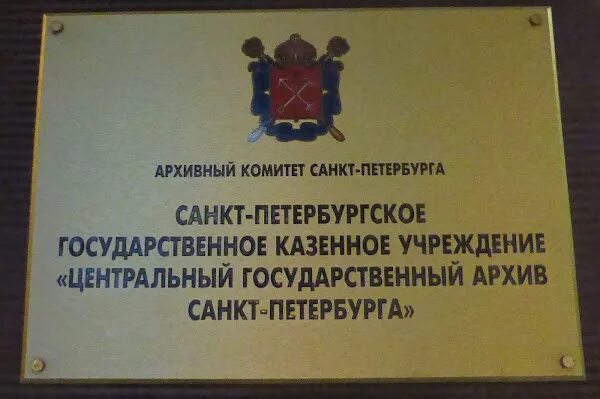 АРХИВНЫЙ КОМИТЕТ САНКТ-ПЕТЕРБУРГА
САНКТ-ПЕТЕРБУРГСКОЕ
ГОСУДАРСТВЕННОЕ КАЗЕННОЕ УЧРЕЖДЕНИЕ
«ЦЕНТРАЛЬНЫЙ ГОСУДАРСТВЕННЫЙ АРХИВ
САНКТ-ПЕТЕРБУРГА»